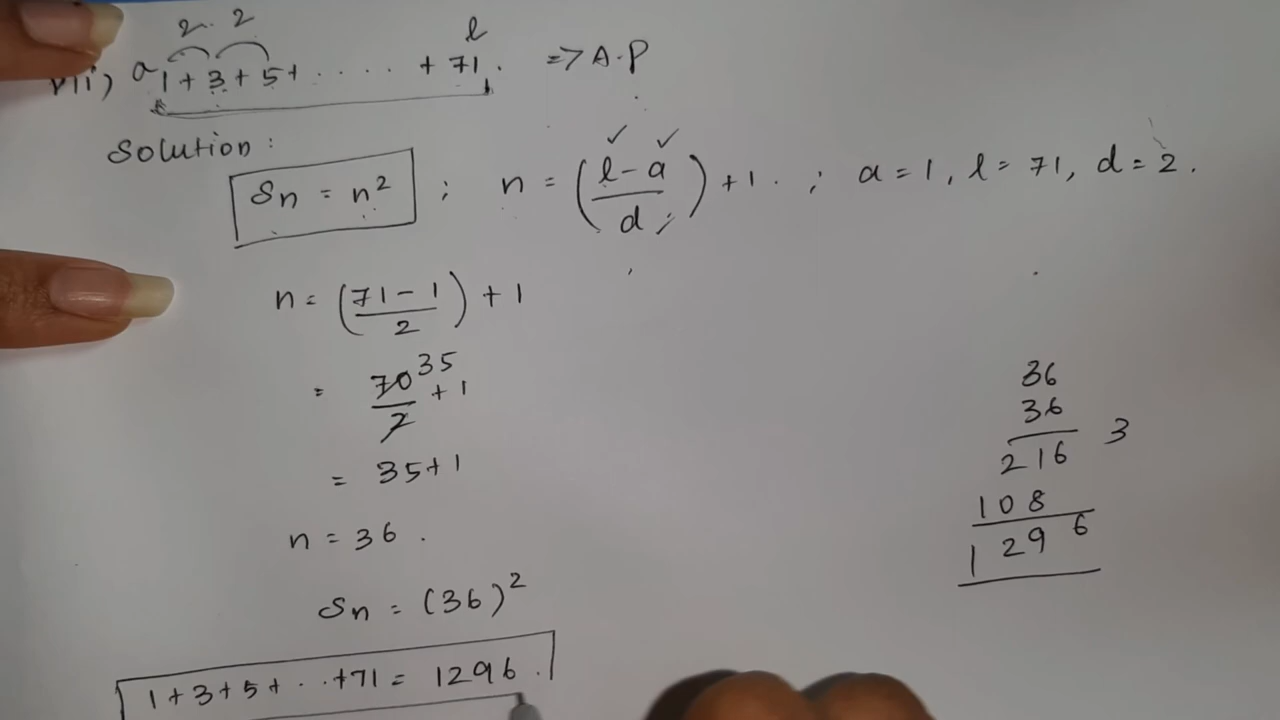 2 2 l
vii) a 1 + 3 + 5 + ..... + 71. => A.P
Solution:
Sn = n² ; n = (l - a / d) + 1. ; a = 1, l = 71, d = 2.
n = (71 - 1 / 2) + 1
= 70/2 35 + 1
= 35 + 1
n = 36.
Sn = (36)²
1 + 3 + 5 + ... + 71 = 1296.
36
36
216 3
108
1296